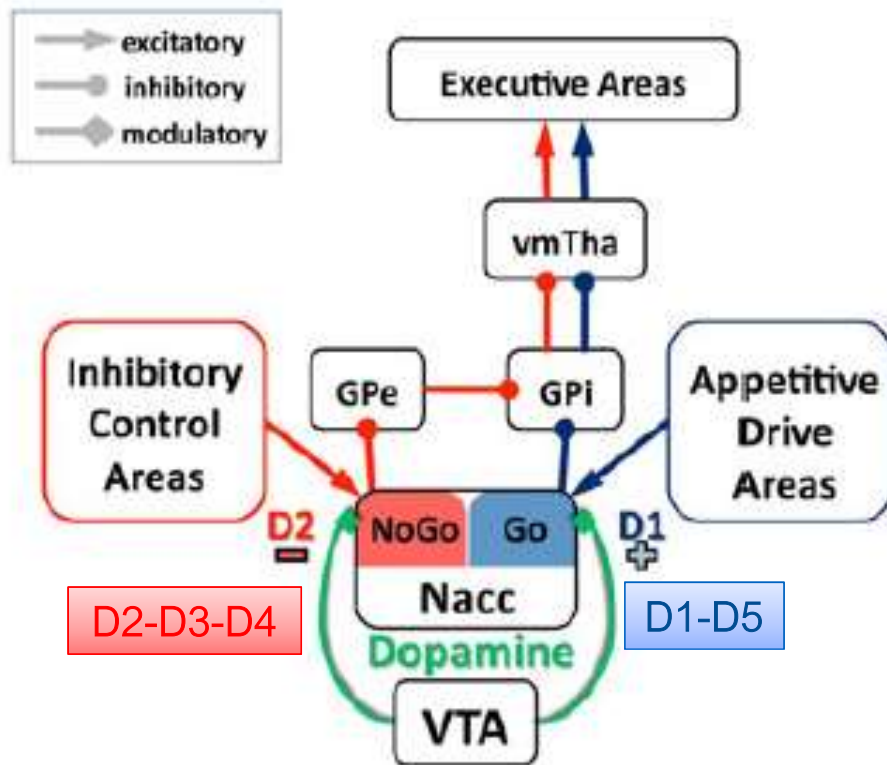 excitatory
inhibitory
modulatory
Executive Areas
vmTha
Inhibitory
Control
Areas
GPe
GPi
Appetitive
Drive
Areas
D2
NoGo
Go
D1
Nacc
D2-D3-D4
D1-D5
Dopamine
VTA